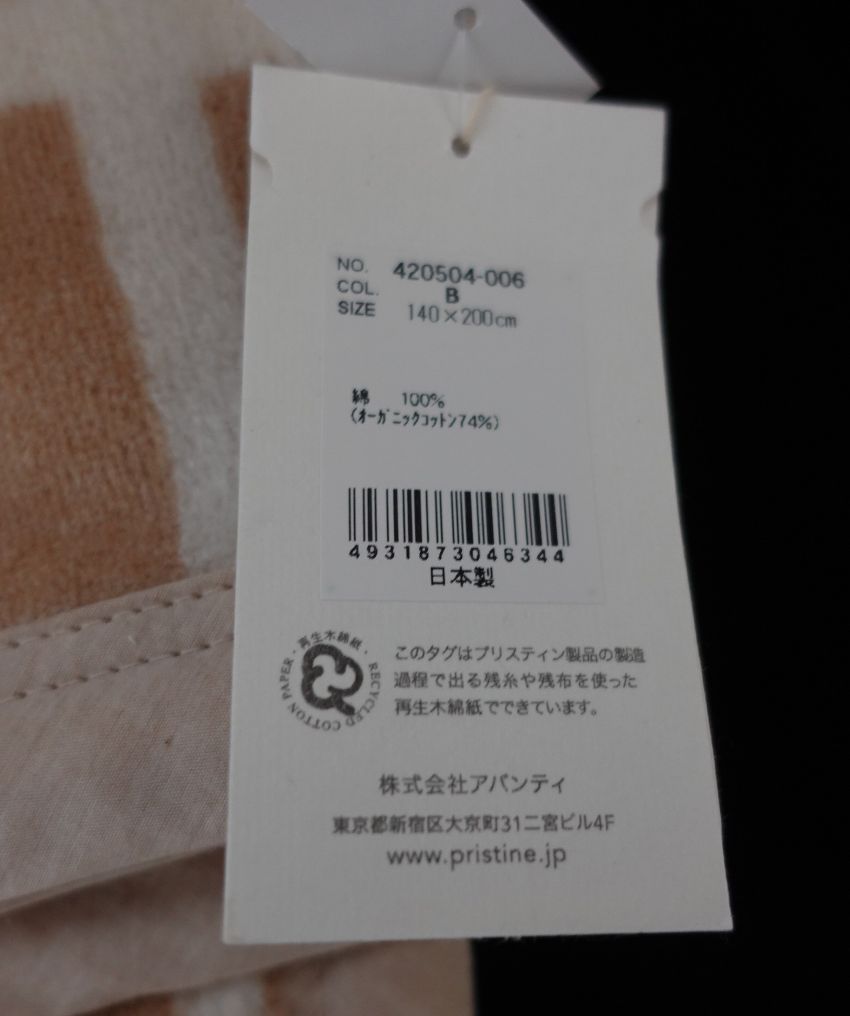 NO. 420504-006
COL. B
SIZE 140×200cm
綿 100%
(ｵｰｶﾞﾆｯｸｺｯﾄﾝ74%)
4931873046344
日本製
・再生木綿紙・RECYCLED COTTON PAPER
このタグはプリスティン製品の製造
過程で出る残糸や残布を使った
再生木綿紙でできています。
株式会社アバンティ
東京都新宿区大京町31二宮ビル4F
www.pristine.jp